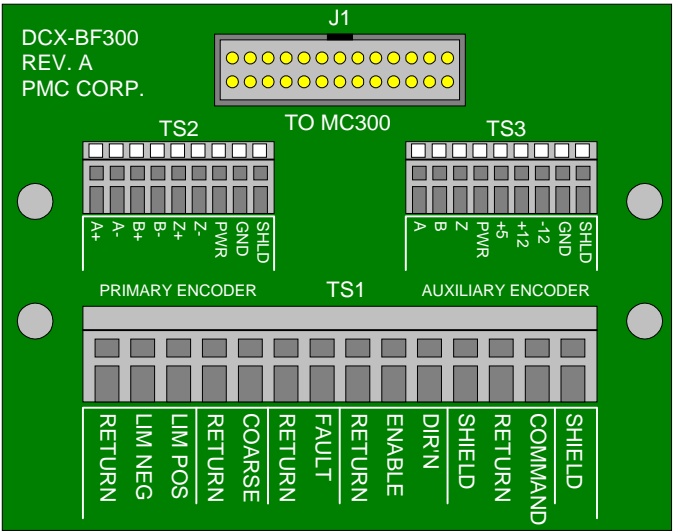 J1
DCX-BF300
REV. A
PMC CORP.
TO MC300
TS2
TS3
A+
A-
B+
B-
Z+
Z-
PWR
GND
SHLD
A
B
Z
PWR
+5
+12
-12
GND
SHLD
PRIMARY ENCODER
TS1
AUXILIARY ENCODER
RETURN
LIM NEG
LIM POS
RETURN
COARSE
RETURN
FAULT
RETURN
ENABLE
DIR'N
SHIELD
RETURN
COMMAND
SHIELD